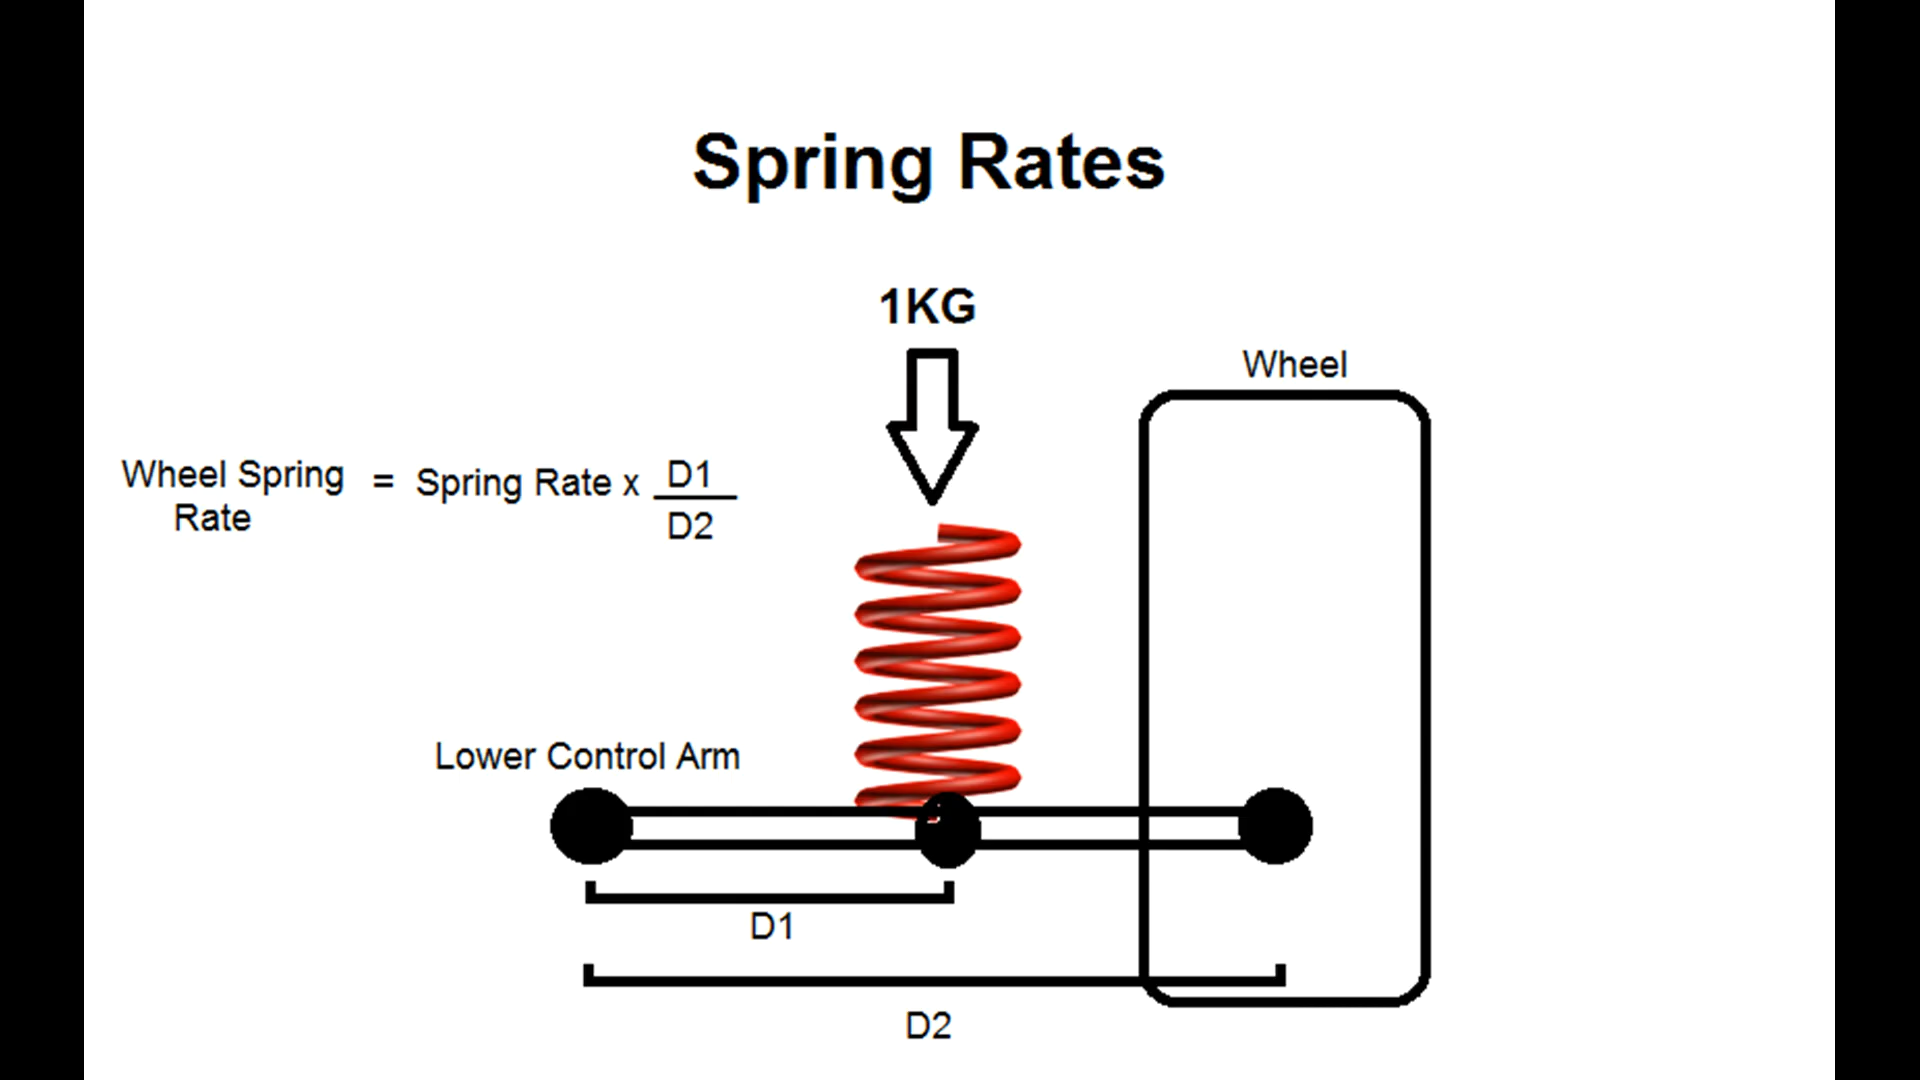 Spring Rates
1KG
Wheel
Wheel Spring Rate = Spring Rate x D1
D2
Lower Control Arm
D1
D2